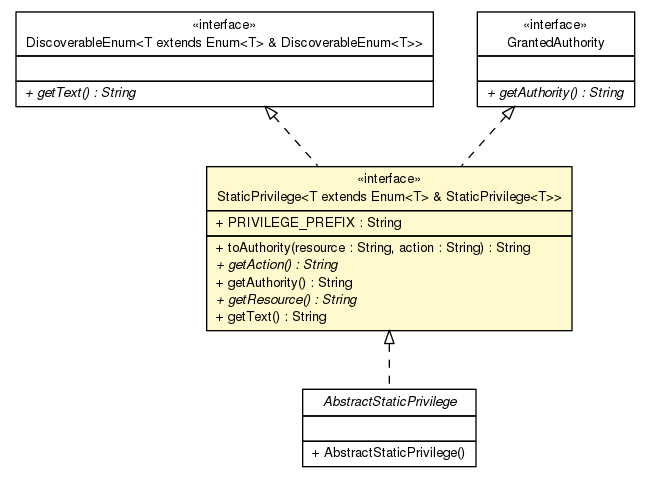 «interface»
DiscoverableEnum<T extends Enum<T> & DiscoverableEnum<T>>
+ getText() : String
«interface»
GrantedAuthority
+ getAuthority() : String
«interface»
StaticPrivilege<T extends Enum<T> & StaticPrivilege<T>>
+ PRIVILEGE_PREFIX : String
+ toAuthority(resource : String, action : String) : String
+ getAction() : String
+ getAuthority() : String
+ getResource() : String
+ getText() : String
AbstractStaticPrivilege
+ AbstractStaticPrivilege()